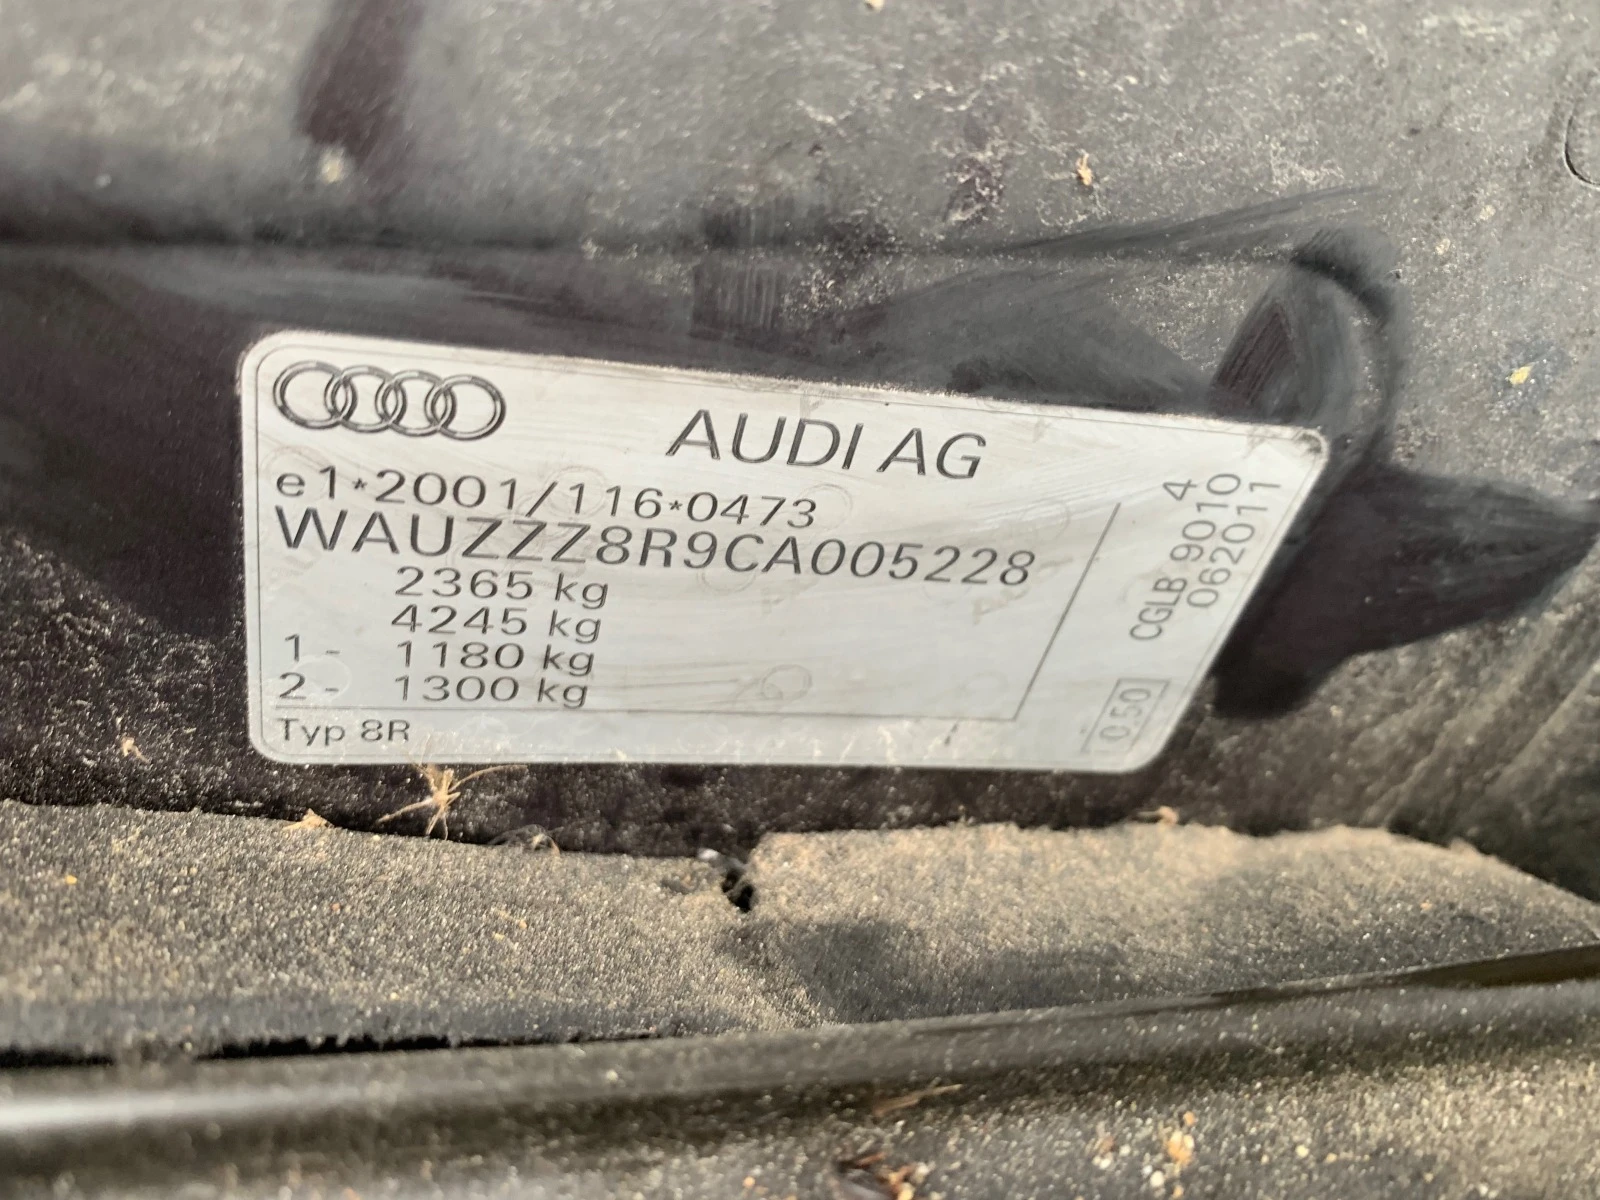 AUDI AG
e1*2001/116*0473
WAUZZZ8R9CA005228
2365 kg
4245 kg
1 - 1180 kg
2 - 1300 kg
Typ 8R
4
CGLB 9010
062011
0.50